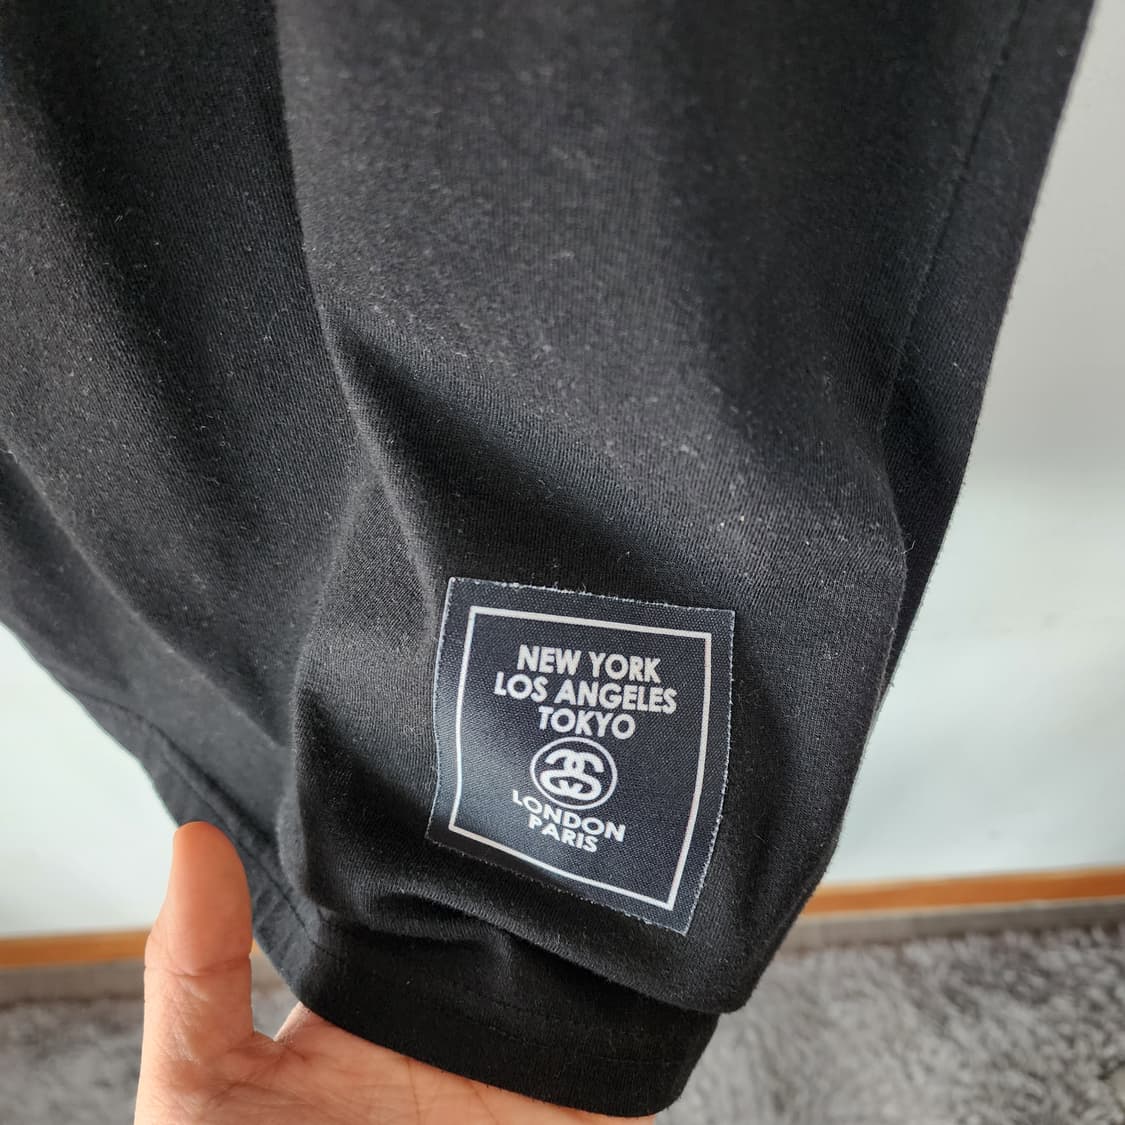 NEW YORK
LOS ANGELES
TOKYO
LONDON
PARIS